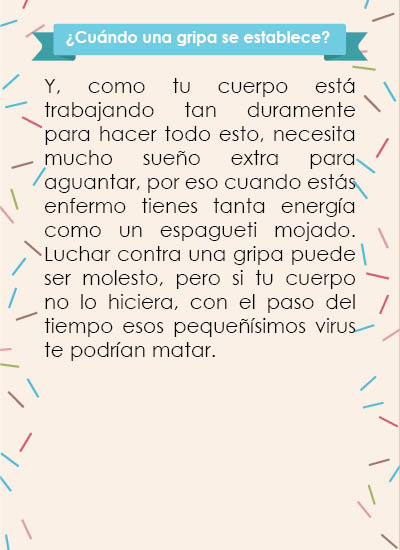 ¿Cuándo una gripa se establece?
Y, como tu cuerpo está
trabajando tan duramente
para hacer todo esto, necesita
mucho sueño extra para
aguantar, por eso cuando estás
enfermo tienes tanta energía
como un espagueti mojado.
Luchar contra una gripa puede
ser molesto, pero si tu cuerpo
no lo hiciera, con el paso del
tiempo esos pequeñísimos virus
te podrían matar.